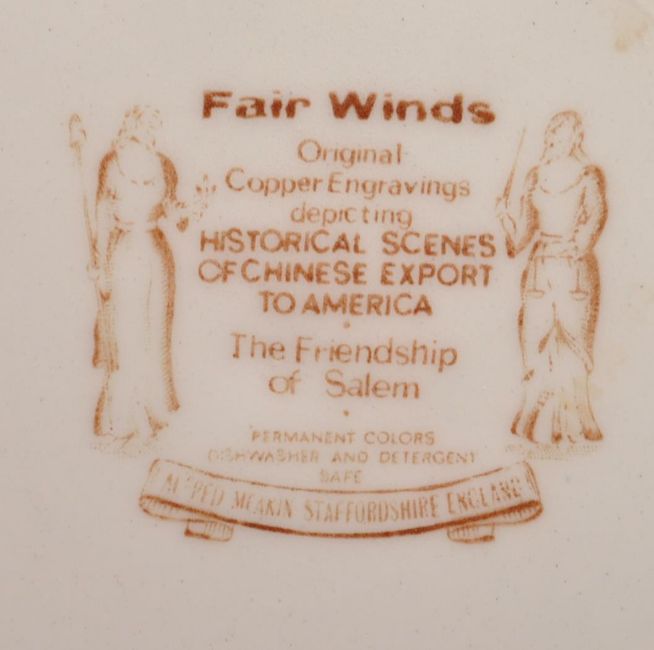 Fair Winds
Original
Copper Engravings
depicting
HISTORICAL SCENES
OF CHINESE EXPORT
TO AMERICA
The Friendship
of Salem
PERMANENT COLORS
DISHWASHER AND DETERGENT
SAFE
MEAKIN STAFFORDSHIRE ENGLAND